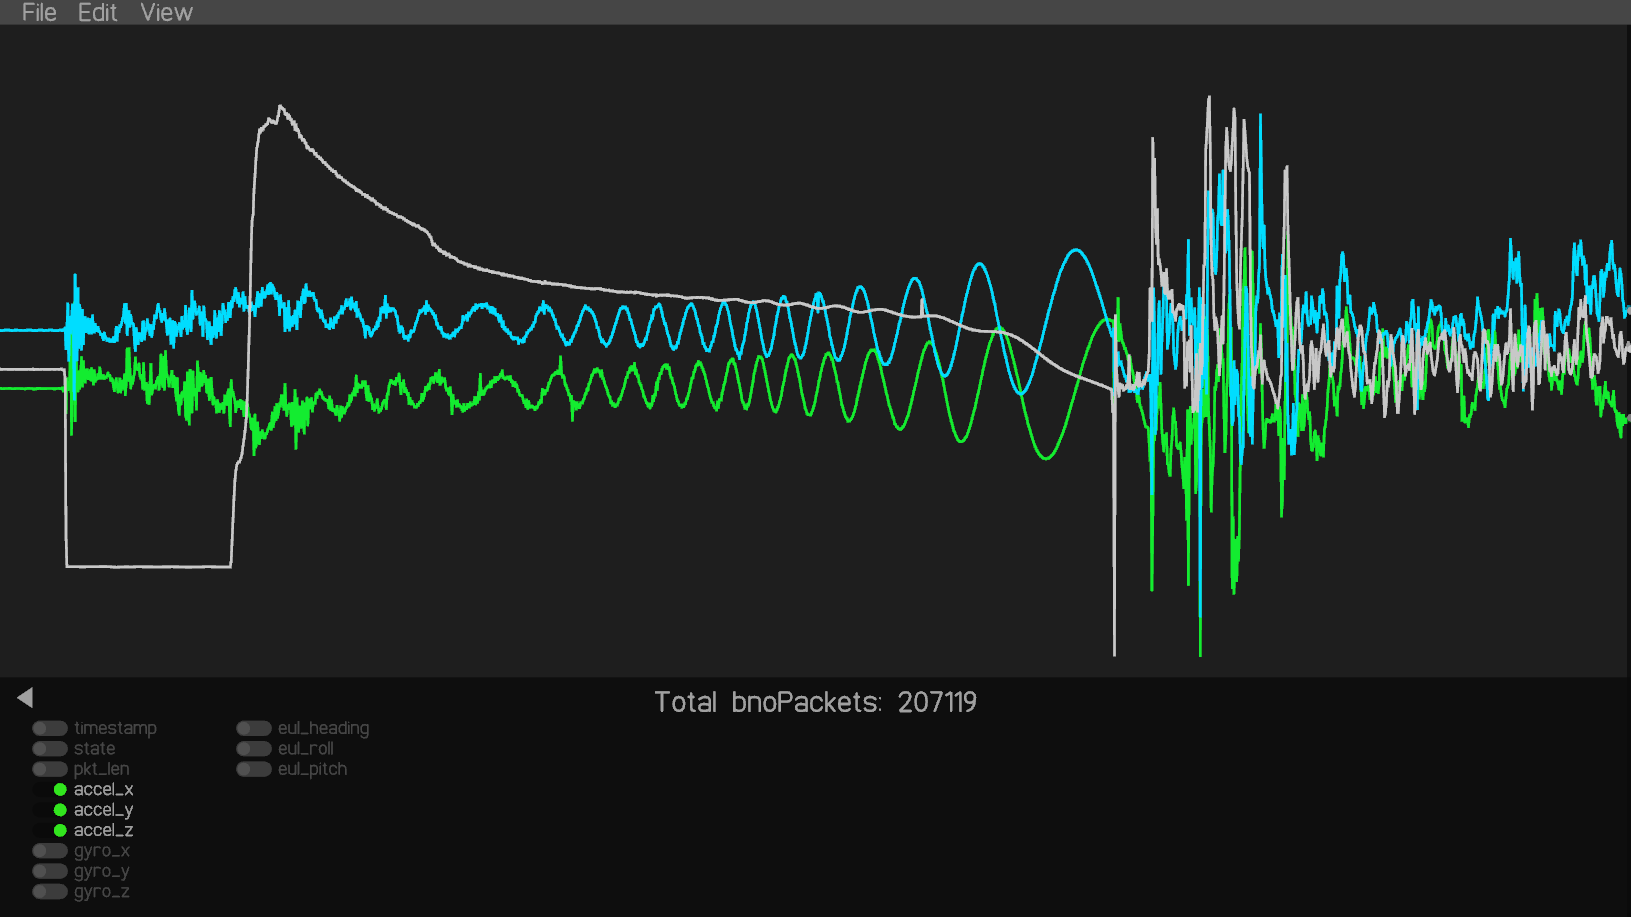 File Edit View
Total bnoPackets: 207119
timestamp eul_heading
state eul_roll
pkt_len eul_pitch
accel_x
accel_y
accel_z
gyro_x
gyro_y
gyro_z